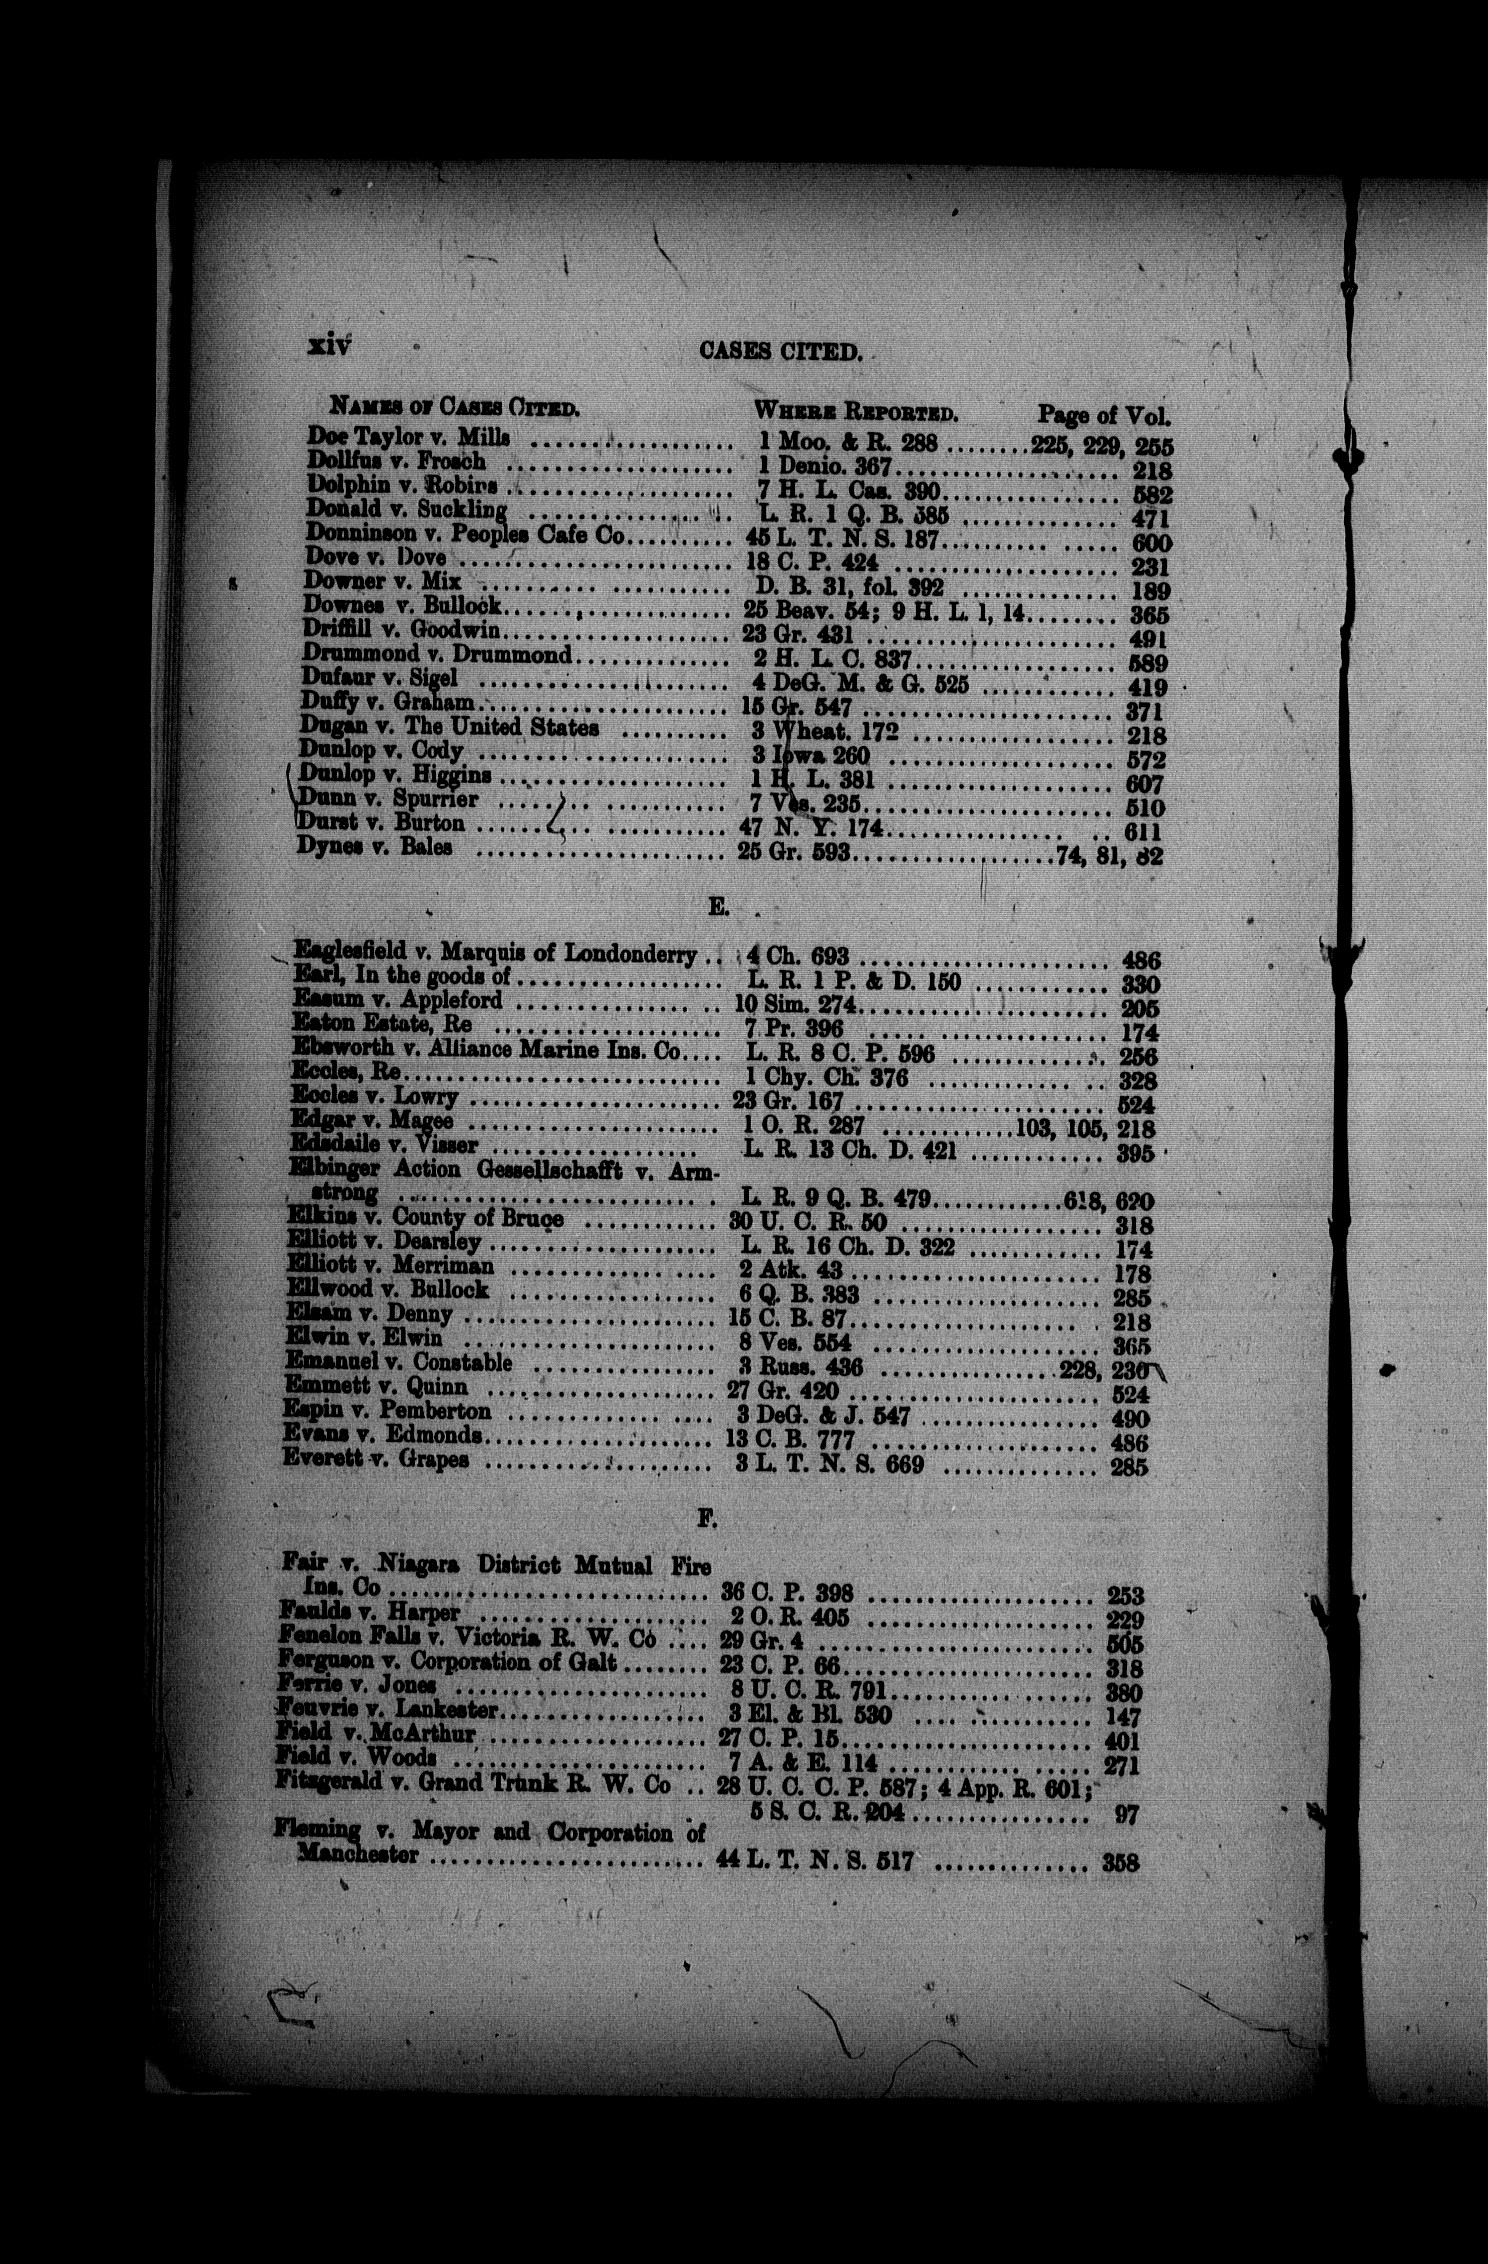 xiv
CASES CITED.
NAMES OF CASES CITED. WHERE REPORTED. Page of Vol.
Doe Taylor v. Mills .................. 1 Moo. & R. 288 ........225, 229, 255
Dollfus v. Frosch .................... 1 Denio. 367.................... 218
Dolphin v. Robins .................... 7 H. L. Cas. 390................ 582
Donald v. Suckling .................. L. R. 1 Q. B. 585 .............. 471
Donninson v. Peoples Cafe Co.......... 45 L. T. N. S. 187.......... ..... 600
Dove v. Dove ........................ 18 C. P. 424 .................... 231
Downer v. Mix .......... ........... D. B. 31, fol. 392 .............. 189
Downes v. Bullock.................... 25 Beav. 54; 9 H. L. 1, 14........ 365
Driffill v. Goodwin.................... 23 Gr. 431 ...................... 491
Drummond v. Drummond.............. 2 H. L. C. 837.................. 589
Dufaur v. Sigel ...................... 4 DeG. M. & G. 525 ............ 419
Duffy v. Graham...................... 15 Gr. 547 ...................... 371
Dugan v. The United States .......... 3 Wheat. 172 .................. 218
Dunlop v. Cody ...................... 3 Iowa 260 .................... 572
Dunlop v. Higgins .................... 1 H. L. 381 .................... 607
Dunn v. Spurrier ........ ........... 7 Ves. 235...................... 510
Durst v. Burton .......... ........... 47 N. Y. 174................ .. 611
Dynes v. Bales ...................... 25 Gr. 593..................74, 81, 82
E.
Eaglesfield v. Marquis of Londonderry .. 4 Ch. 693 ...................... 486
Earl, In the goods of .................. L. R. 1 P. & D. 150 ............ 330
Easum v. Appleford ................ .. 10 Sim. 274...................... 205
Eaton Estate, Re .................... 7 Pr. 396 ..... ............... 174
Ebsworth v. Alliance Marine Ins. Co.... L. R. 8 C. P. 596 .............. 256
Eccles, Re............................ 1 Chy. Ch. 376 ............. .. 328
Eccles v. Lowry ...................... 23 Gr. 167 ...................... 524
Edgar v. Magee ...................... 1 O. R. 287 ............103, 105, 218
Edsdaile v. Visser .................. L. R. 13 Ch. D. 421 ............ 395
Elbinger Action Gessellschafft v. Arm-
strong .......................... . L. R. 9 Q. B. 479............618, 620
Elkins v. County of Bruce ............ 30 U. C. R. 50 .................. 318
Elliott v. Dearsley .................... L. R. 16 Ch. D. 322 ............ 174
Elliott v. Merriman .............. .... 2 Atk. 43 ...................... 178
Ellwood v. Bullock .................. 6 Q. B. 383 .................... 285
Elsam v. Denny ...................... 15 C. B. 87.................... . 218
Elwin v. Elwin ...................... 8 Ves. 554 .................... 365
Emanuel v. Constable ................ 3 Russ. 436 ................228, 230
Emmett v. Quinn .................... 27 Gr. 420 ...................... 524
Espin v. Pemberton .............. .... 3 DeG. & J. 547 ................ 490
Evans v. Edmonds.................... 13 C. B. 777 .................... 486
Everett v. Grapes .................... 3 L. T. N. S. 669 .............. 285
F.
Fair v. Niagara District Mutual Fire
Ins. Co ............................ 36 C. P. 398 .................... 253
Faulds v. Harper .................... 2 O. R. 405 .................... 229
Fenelon Falls v. Victoria R. W. Co .... 29 Gr. 4 ........................ 505
Ferguson v. Corporation of Galt ........ 23 C. P. 66...................... 318
Ferrie v. Jones ...................... 8 U. C. R. 791........... ...... 380
Feuvrie v. Lankester.................. 3 El. & Bl. 530 .... ........... 147
Field v. McArthur .................... 27 C. P. 15...................... 401
Field v. Woods ...................... 7 A. & E. 114 ............ ..... 271
Fitzgerald v. Grand Trunk R. W. Co .. 28 U. C. C. P. 587; 4 App. R. 601;
5 S. C. R. 204 ................ 97
Fleming v. Mayor and Corporation of
Manchester ........................ 44 L. T. N. S. 517 .............. 358